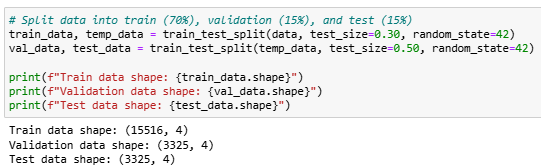 # Split data into train (70%), validation (15%), and test (15%)
train_data, temp_data = train_test_split(data, test_size=0.30, random_state=42)
val_data, test_data = train_test_split(temp_data, test_size=0.50, random_state=42)
print(f"Train data shape: {train_data.shape}")
print(f"Validation data shape: {val_data.shape}")
print(f"Test data shape: {test_data.shape}")
Train data shape: (15516, 4)
Validation data shape: (3325, 4)
Test data shape: (3325, 4)